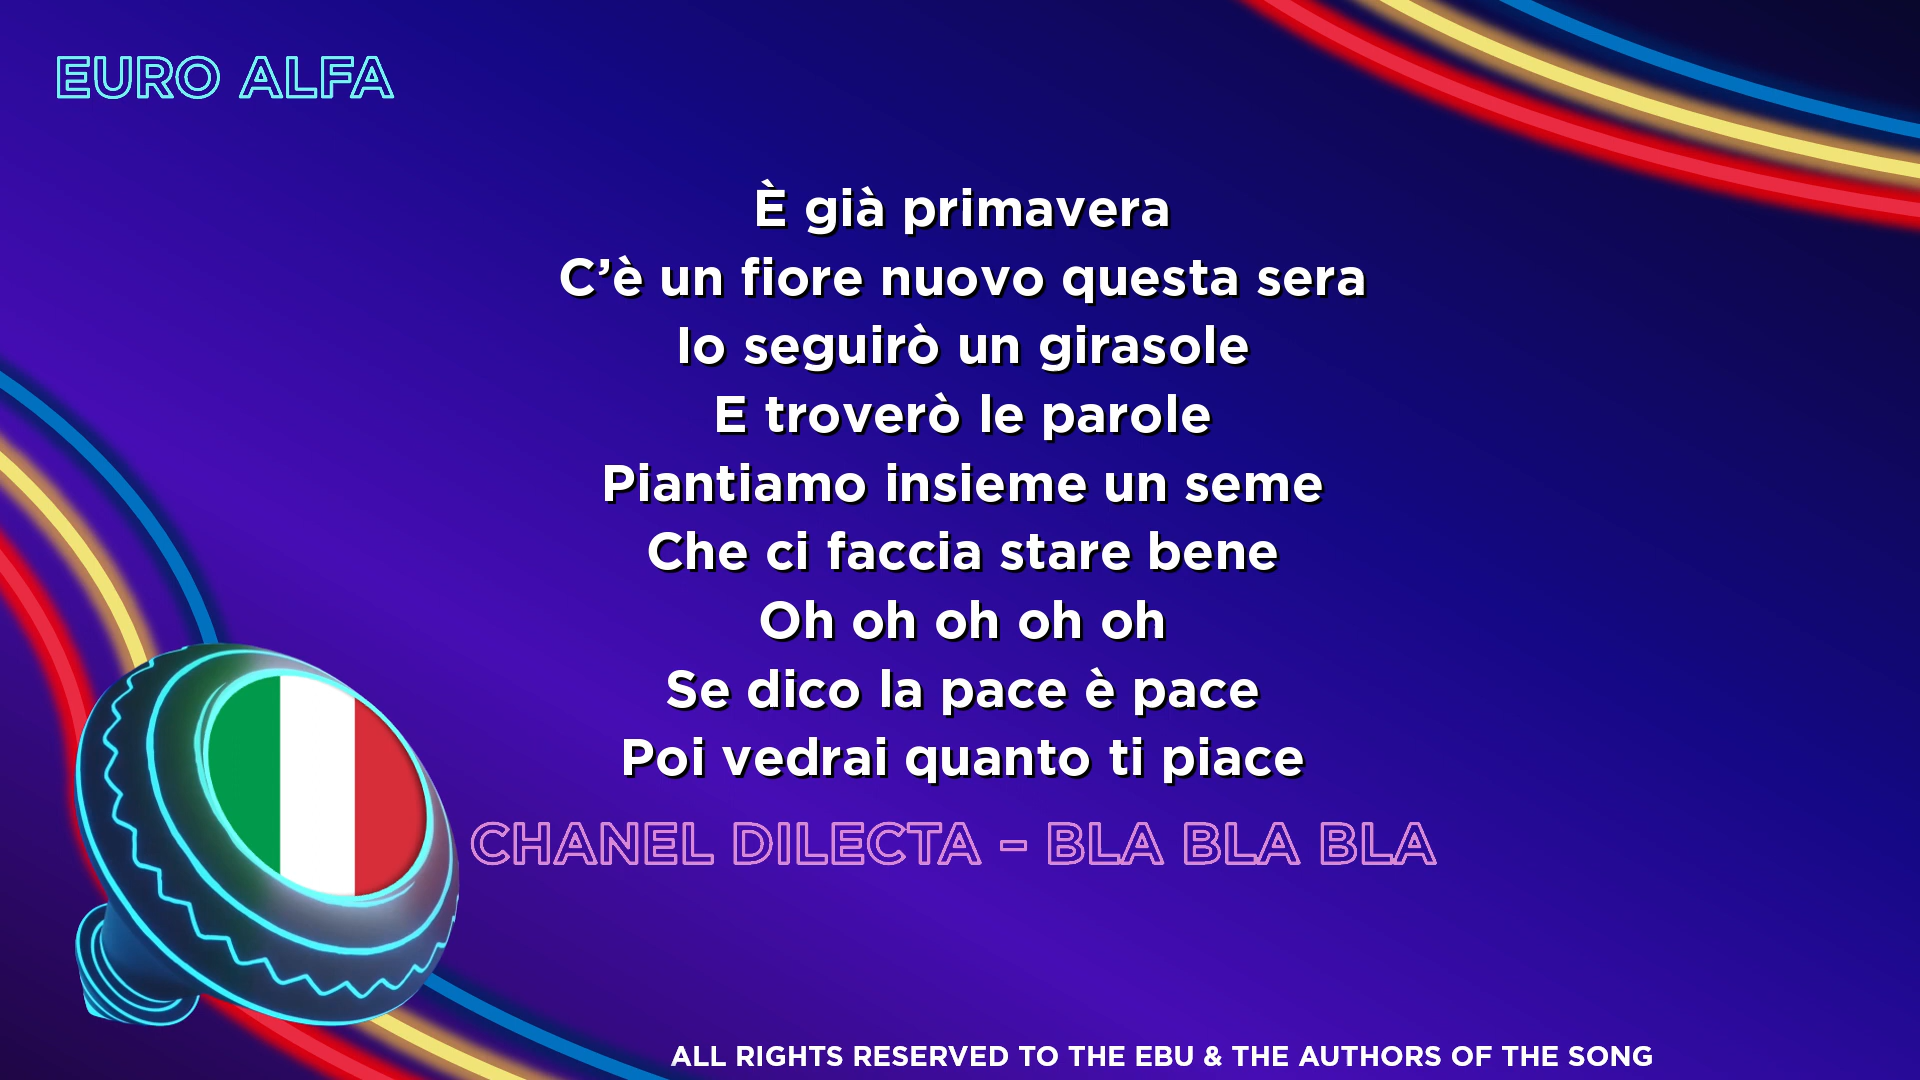 EURO ALFA
È già primavera
C’è un fiore nuovo questa sera
Io seguirò un girasole
E troverò le parole
Piantiamo insieme un seme
Che ci faccia stare bene
Oh oh oh oh oh
Se dico la pace è pace
Poi vedrai quanto ti piace
CHANEL DILECTA – BLA BLA BLA
ALL RIGHTS RESERVED TO THE EBU & THE AUTHORS OF THE SONG